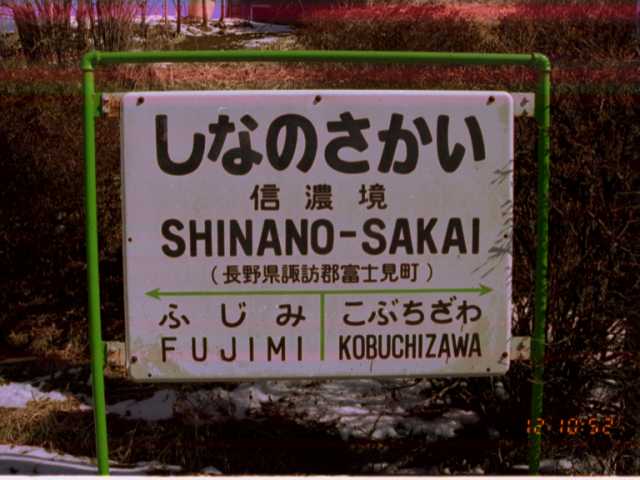 しなのさかい
信濃境
SHINANO-SAKAI
(長野県諏訪郡富士見町)
ふじみ こぶちざわ
FUJIMI KOBUCHIZAWA
12:10:52